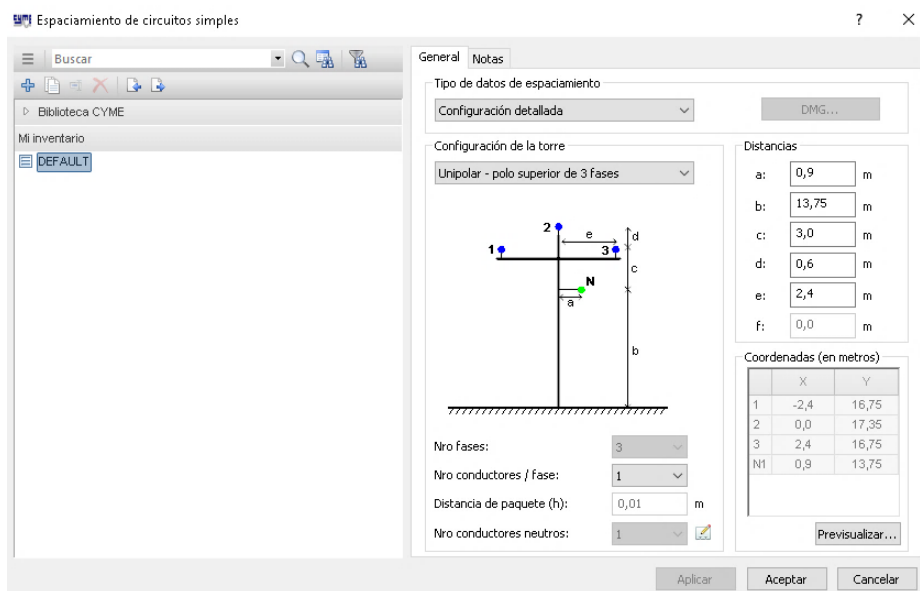 CYME Espaciamiento de circuitos simples ? X
Buscar
Biblioteca CYME
Mi inventario
DEFAULT
General Notas
Tipo de datos de espaciamiento
Configuración detallada
DMG...
Configuración de la torre
Unipolar - polo superior de 3 fases
1 2 3 N
a b c d e
Nro fases: 3
Nro conductores / fase: 1
Distancia de paquete (h): 0,01 m
Nro conductores neutros: 1
Distancias
a: 0,9 m
b: 13,75 m
c: 3,0 m
d: 0,6 m
e: 2,4 m
f: 0,0 m
Coordenadas (en metros)
X Y
1 -2,4 16,75
2 0,0 17,35
3 2,4 16,75
N1 0,9 13,75
Previsualizar...
Aplicar Aceptar Cancelar